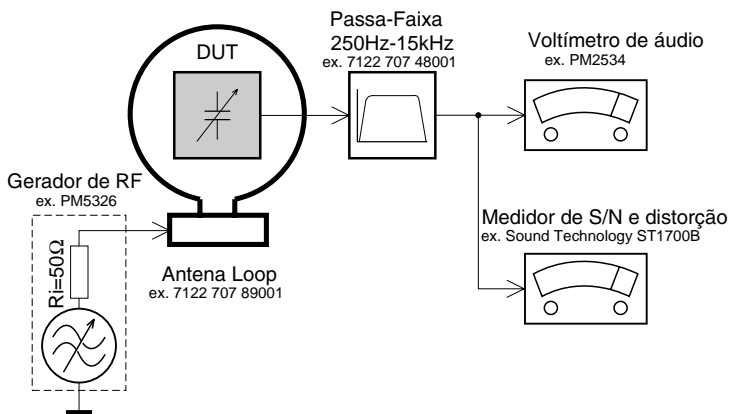 Passa-Faixa
250Hz-15kHz
ex. 7122 707 48001
DUT
Voltímetro de áudio
ex. PM2534
Gerador de RF
ex. PM5326
Ri=50Ω
Antena Loop
ex. 7122 707 89001
Medidor de S/N e distorção
ex. Sound Technology ST1700B